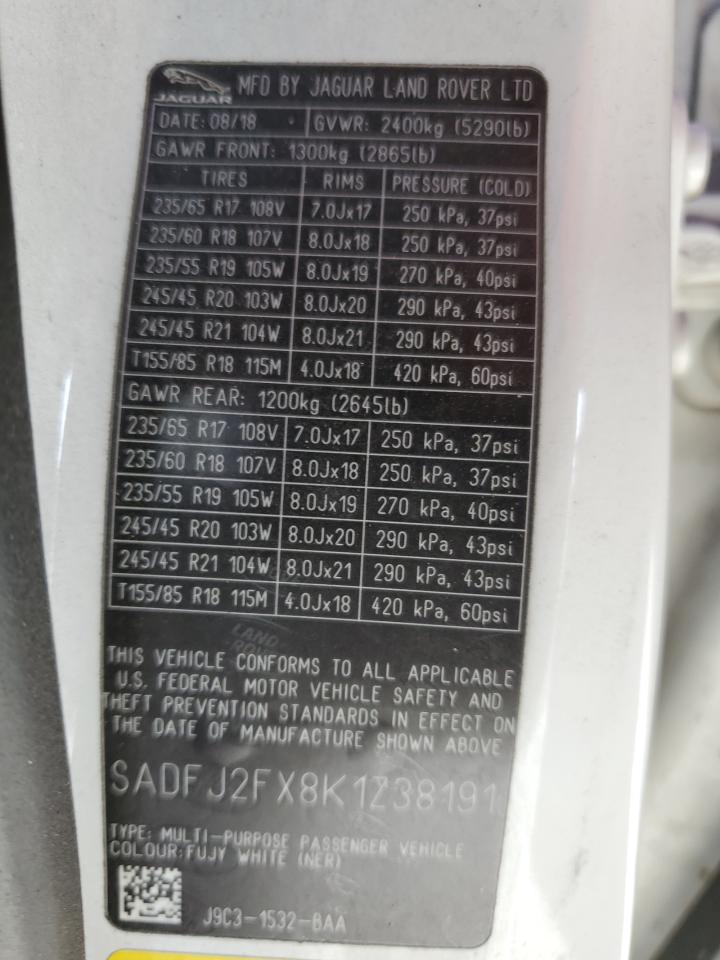 JAGUAR MFD BY JAGUAR LAND ROVER LTD
DATE: 08/18 GVWR: 2400kg (5290lb)
GAWR FRONT: 1300kg (2865lb)
TIRES RIMS PRESSURE (COLD)
235/65 R17 108V 7.0Jx17 250 kPa, 37psi
235/60 R18 107V 8.0Jx18 250 kPa, 37psi
235/55 R19 105W 8.0Jx19 270 kPa, 40psi
245/45 R20 103W 8.0Jx20 290 kPa, 43psi
245/45 R21 104W 8.0Jx21 290 kPa, 43psi
T155/85 R18 115M 4.0Jx18 420 kPa, 60psi
GAWR REAR: 1200kg (2645lb)
235/65 R17 108V 7.0Jx17 250 kPa, 37psi
235/60 R18 107V 8.0Jx18 250 kPa, 37psi
235/55 R19 105W 8.0Jx19 270 kPa, 40psi
245/45 R20 103W 8.0Jx20 290 kPa, 43psi
245/45 R21 104W 8.0Jx21 290 kPa, 43psi
T155/85 R18 115M 4.0Jx18 420 kPa, 60psi
LAND
ROVER
THIS VEHICLE CONFORMS TO ALL APPLICABLE
U.S. FEDERAL MOTOR VEHICLE SAFETY AND
THEFT PREVENTION STANDARDS IN EFFECT ON
THE DATE OF MANUFACTURE SHOWN ABOVE
SADFJ2FX8K1Z38191
TYPE: MULTI-PURPOSE PASSENGER VEHICLE
COLOUR:FUJY WHITE (NER)
J9C3-1532-BAA